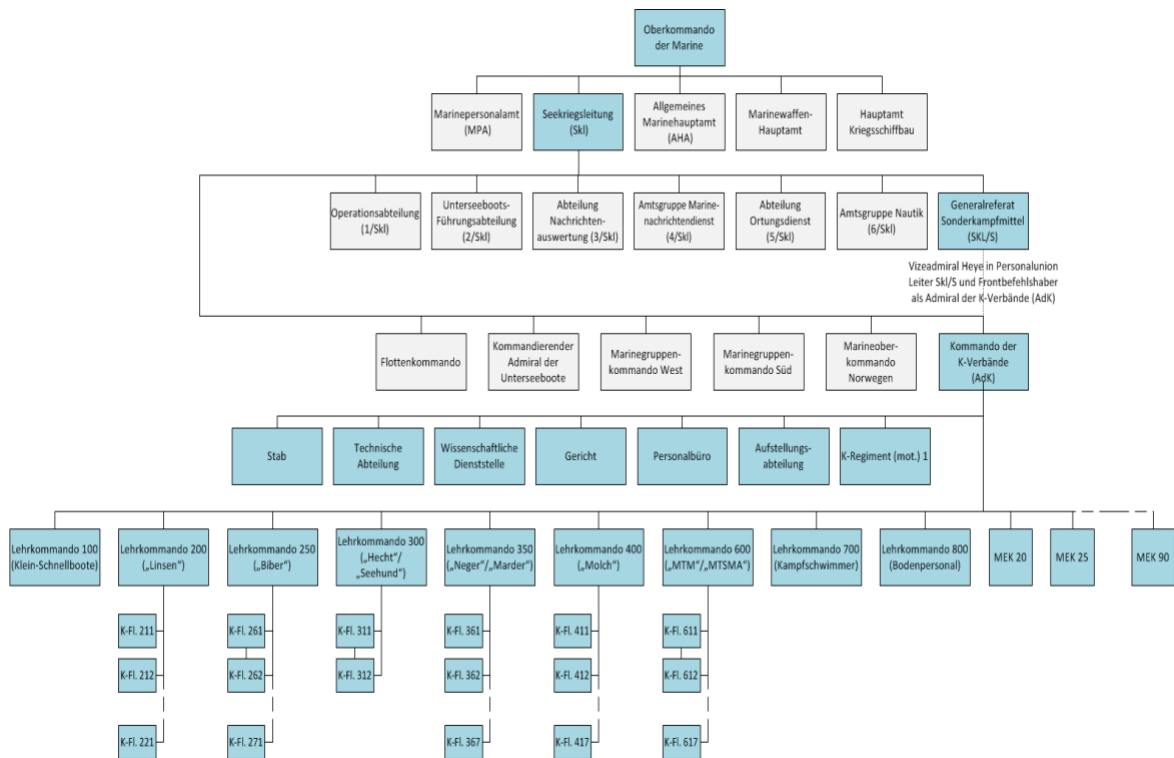 Oberkommando
der Marine
Marinepersonalamt
(MPA)
Seekriegsleitung
(Skl)
Allgemeines
Marinehauptamt
(AHA)
Marinewaffen-
Hauptamt
Hauptamt
Kriegsschiffbau
Operationsabteilung
(1/Skl)
Unterseeboots-
Führungsabteilung
(2/Skl)
Abteilung
Nachrichten-
auswertung (3/Skl)
Amtsgruppe Marine-
nachrichtendienst
(4/Skl)
Abteilung
Ortungsdienst
(5/Skl)
Amtsgruppe Nautik
(6/Skl)
Generalreferat
Sonderkampfmittel
(SKL/S)
Vizeadmiral Heye in Personalunion
Leiter Skl/S und Frontbefehlshaber
als Admiral der K-Verbände (AdK)
Flottenkommando
Kommandierender
Admiral der
Unterseeboote
Marinegruppen-
kommando West
Marinegruppen-
kommando Süd
Marineober-
kommando
Norwegen
Kommando der
K-Verbände
(AdK)
Stab
Technische
Abteilung
Wissenschaftliche
Dienststelle
Gericht
Personalbüro
Aufstellungs-
abteilung
K-Regiment (mot.) 1
Lehrkommando 100
(Klein-Schnellboote)
Lehrkommando 200
(„Linsen“)
Lehrkommando 250
(„Biber“)
Lehrkommando 300
(„Hecht“/
„Seehund“)
Lehrkommando 350
(„Neger“/„Marder“)
Lehrkommando 400
(„Molch“)
Lehrkommando 600
(„MTM“/„MTSMA“)
Lehrkommando 700
(Kampfschwimmer)
Lehrkommando 800
(Bodenpersonal)
MEK 20
MEK 25
MEK 90
K-Fl. 211
K-Fl. 261
K-Fl. 311
K-Fl. 361
K-Fl. 411
K-Fl. 611
K-Fl. 212
K-Fl. 262
K-Fl. 312
K-Fl. 362
K-Fl. 412
K-Fl. 612
K-Fl. 221
K-Fl. 271
K-Fl. 367
K-Fl. 417
K-Fl. 617